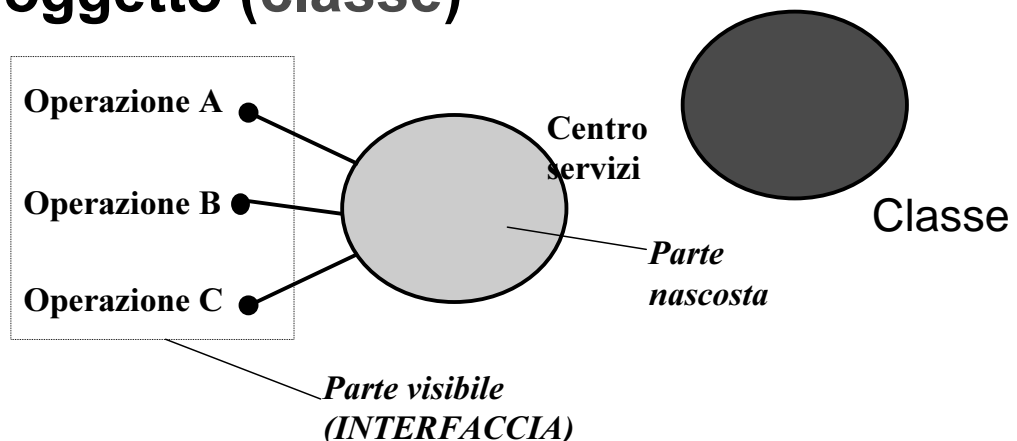 oggetto (classe)
Operazione A
Centro
servizi
Operazione B
Classe
Parte
nascosta
Operazione C
Parte visibile
(INTERFACCIA)